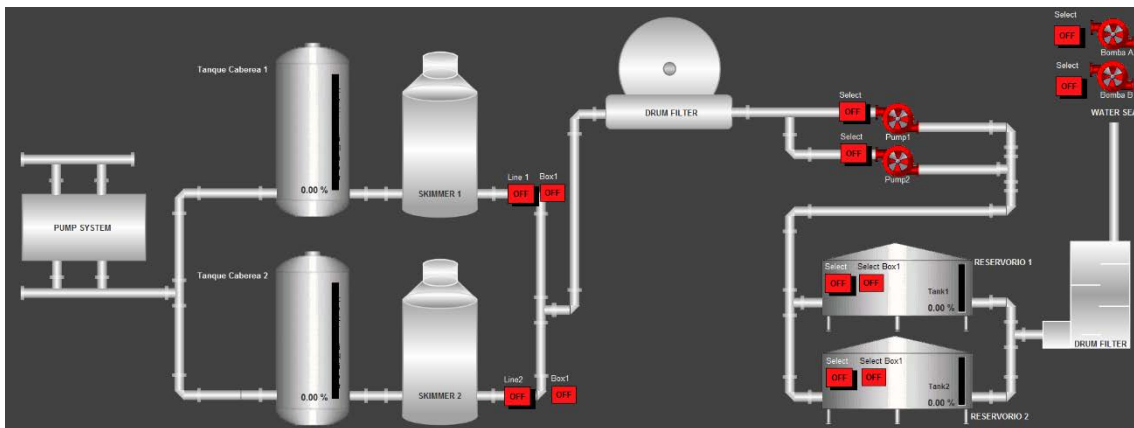 Select
OFF
Bomba A
Select
OFF
Bomba B
WATER SEA
Tanque Caberea 1
0.00 %
SKIMMER 1
Line 1
Box1
OFF
OFF
DRUM FILTER
Select
OFF
Pump1
Select
OFF
Pump2
PUMP SYSTEM
Tanque Caberea 2
0.00 %
SKIMMER 2
Line2
Box1
OFF
OFF
RESERVORIO 1
Select
Select Box1
OFF
OFF
Tank1
0.00 %
Select
Select Box1
OFF
OFF
Tank2
0.00 %
RESERVORIO 2
DRUM FILTER